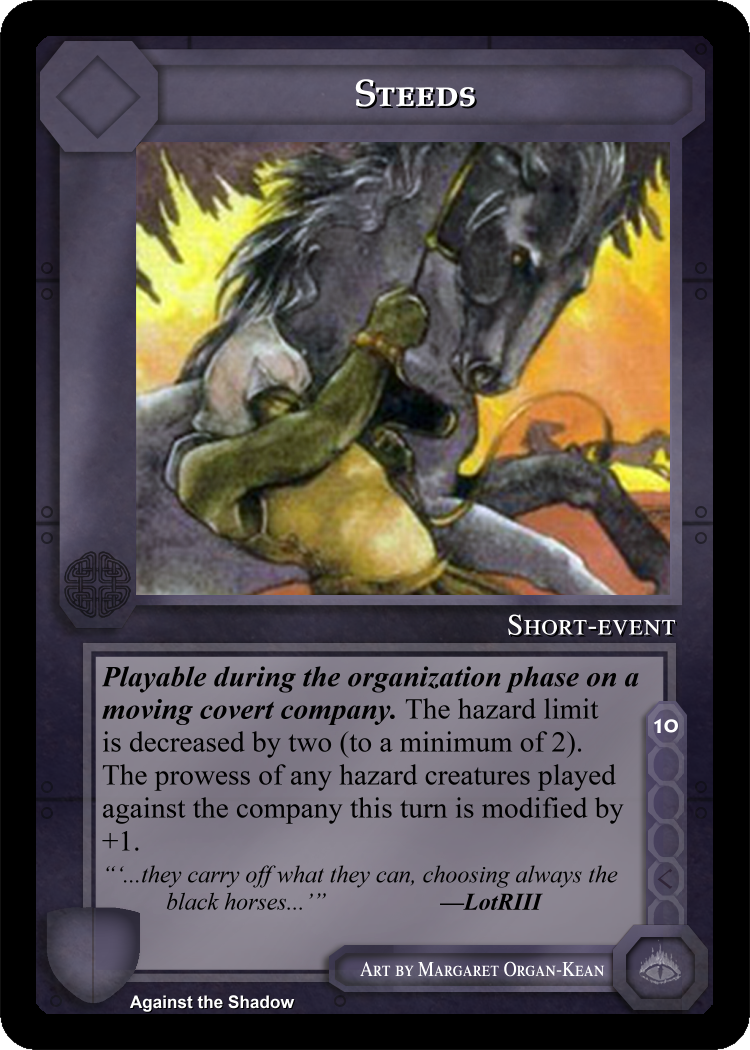 Steeds
Short-event
Playable during the organization phase on a
moving covert company. The hazard limit
is decreased by two (to a minimum of 2).
The prowess of any hazard creatures played
against the company this turn is modified by
+1.
10
“‘...they carry off what they can, choosing always the
black horses...’” —LotRIII
Art by Margaret Organ-Kean
Against the Shadow